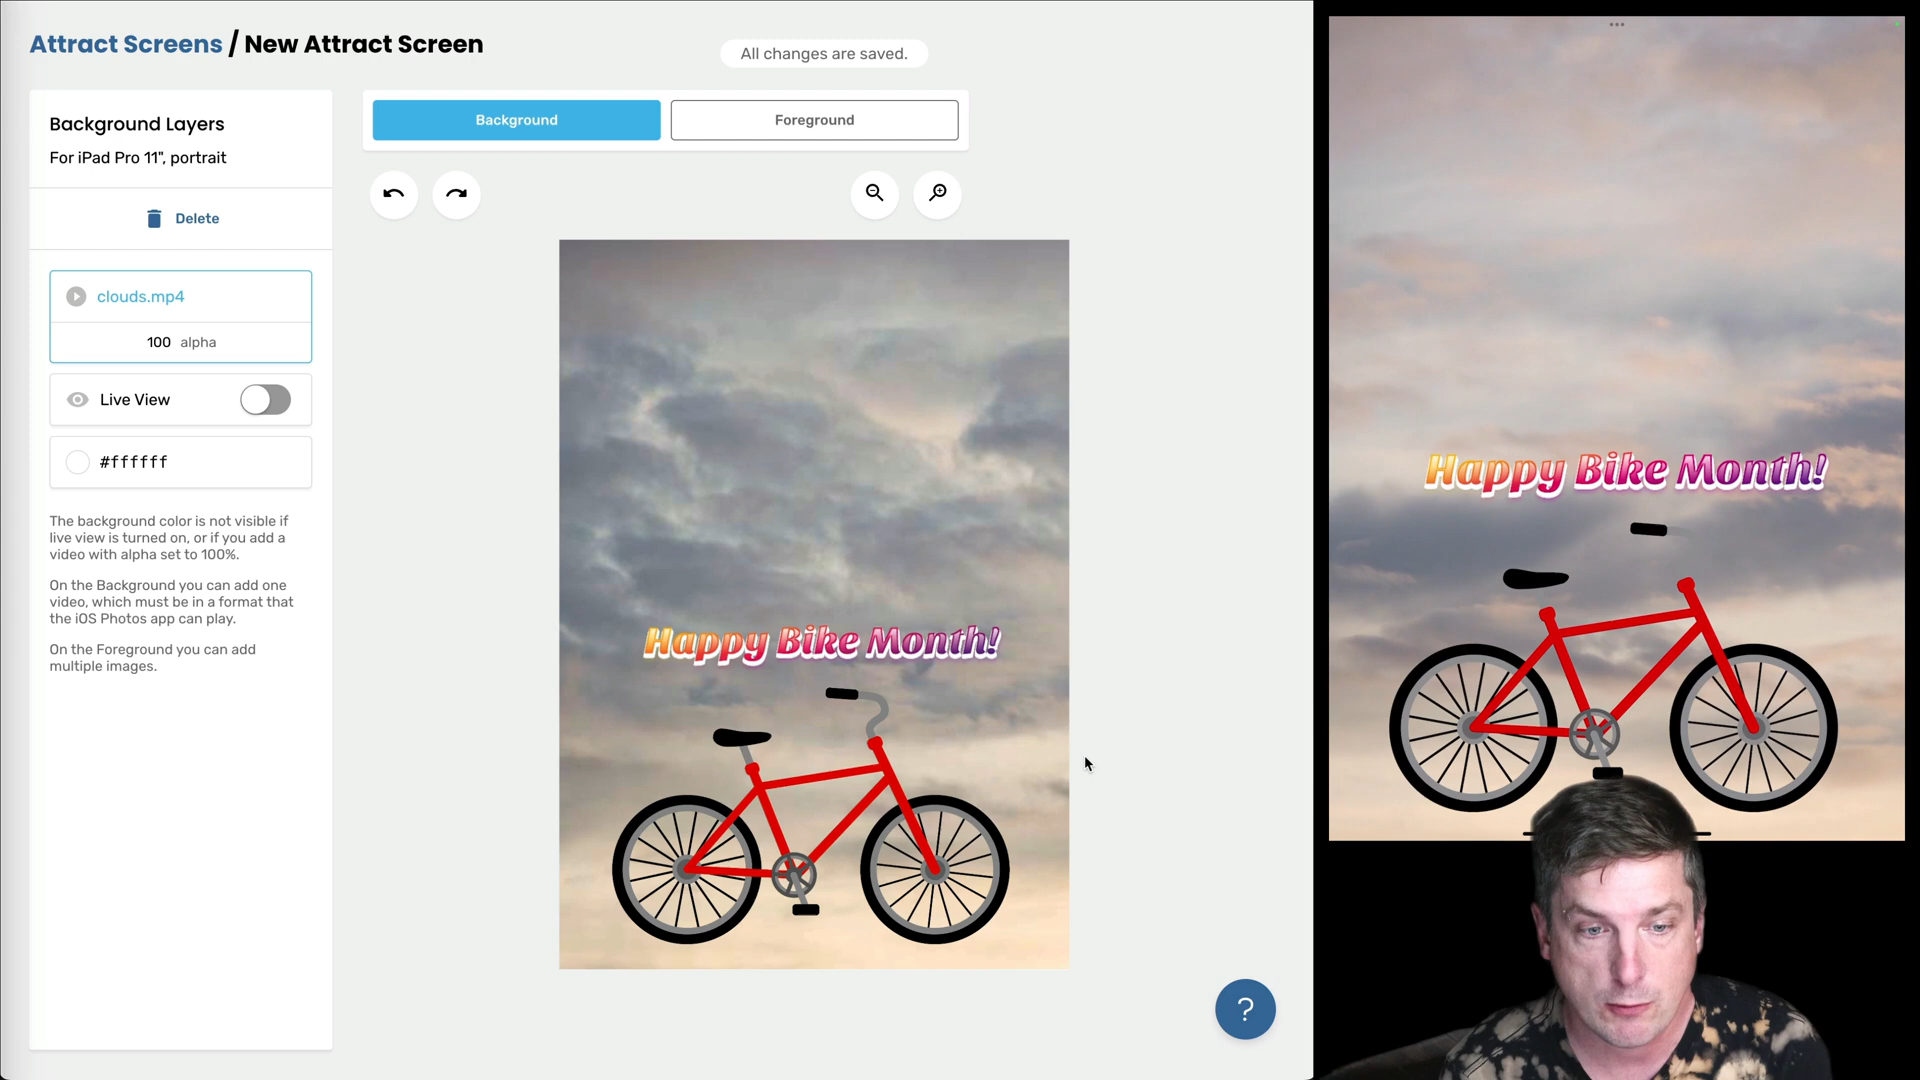 Attract Screens / New Attract Screen
All changes are saved.
Background Layers
For iPad Pro 11", portrait
Delete
clouds.mp4
100 alpha
Live View
#ffffff
The background color is not visible if
live view is turned on, or if you add a
video with alpha set to 100%.
On the Background you can add one
video, which must be in a format that
the iOS Photos app can play.
On the Foreground you can add
multiple images.
Background
Foreground
Happy Bike Month!
?
Happy Bike Month!